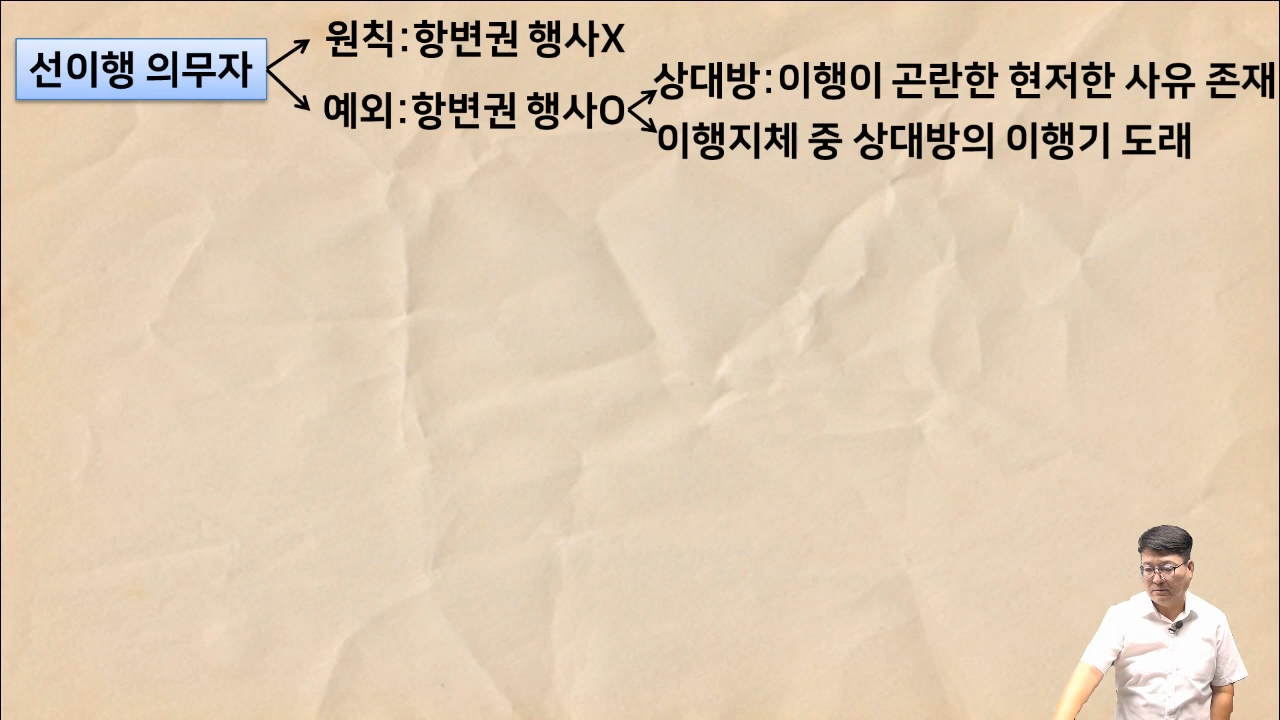 선이행 의무자
원칙:항변권 행사X
예외:항변권 행사O
상대방:이행이 곤란한 현저한 사유 존재
이행지체 중 상대방의 이행기 도래